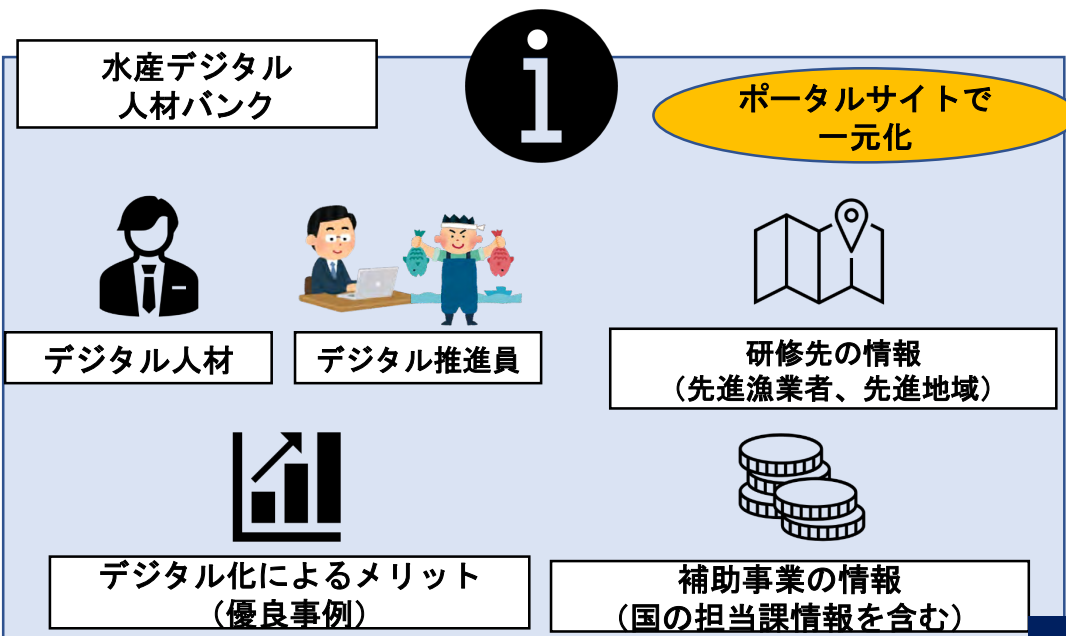 水産デジタル
人材バンク
ポータルサイトで
一元化
デジタル人材
デジタル推進員
研修先の情報
（先進漁業者、先進地域）
デジタル化によるメリット
（優良事例）
補助事業の情報
（国の担当課情報を含む）